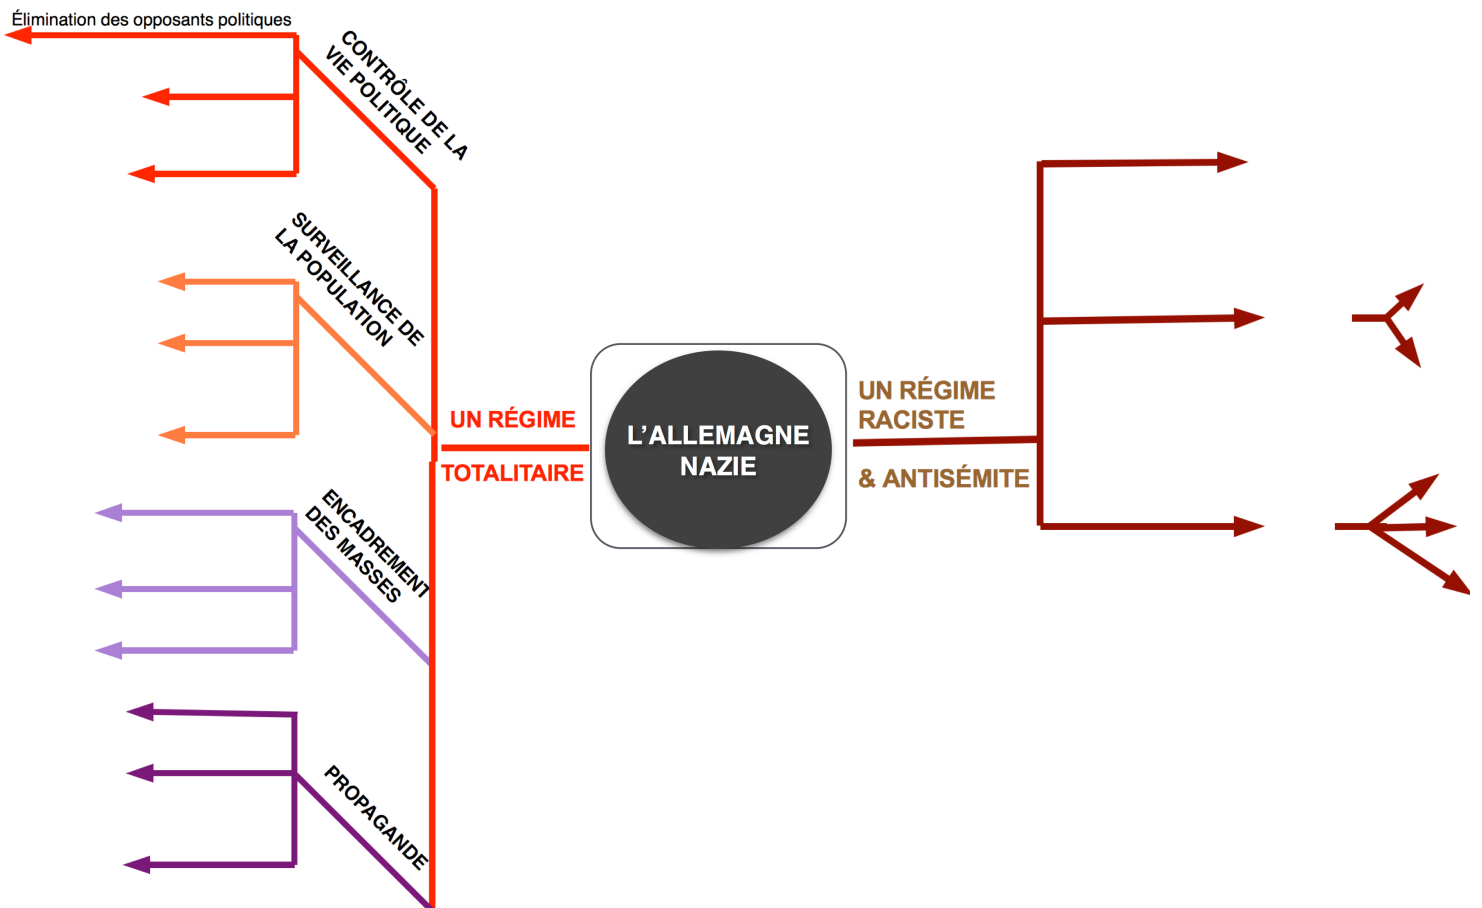 Élimination des opposants politiques
CONTRÔLE DE LA
VIE POLITIQUE
SURVEILLANCE DE
LA POPULATION
UN RÉGIME
TOTALITAIRE
ENCADREMENT
DES MASSES
PROPAGANDE
L'ALLEMAGNE
NAZIE
UN RÉGIME
RACISTE
& ANTISÉMITE